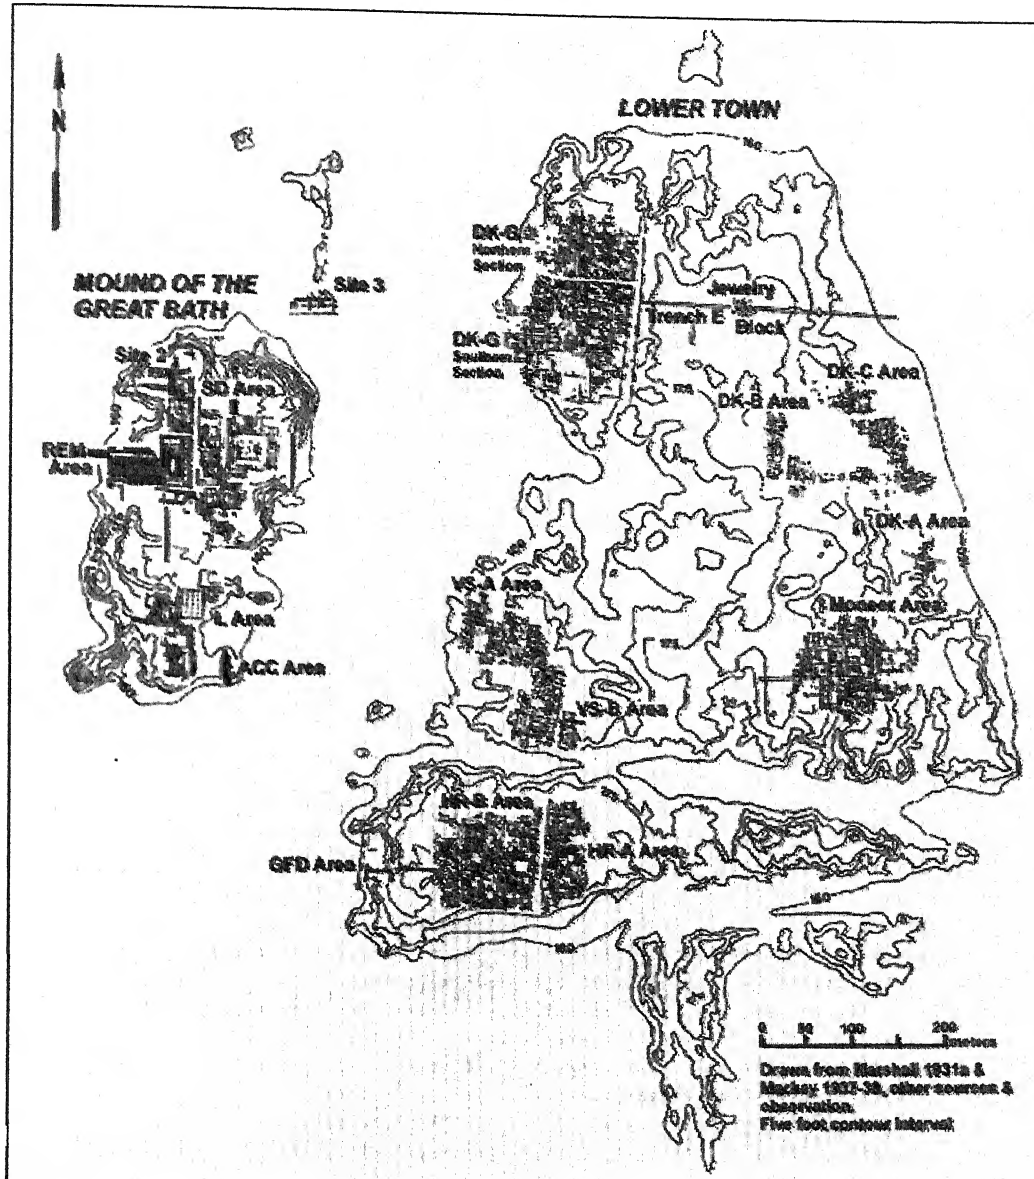 N
LOWER TOWN
160
DK-G
Northern
Section
MOUND OF THE
GREAT BATH
Site 3
Jewelry
Trench E
Block
DK-G
Southern
Section
Site 2
SD Area
DK-C Area
DK-B Area
REM
Area
DK-A Area
VS-A Area
Moneer Area
L Area
ACC Area
VS-B Area
HR-B Area
HR-A Area
GFD Area
160
0 50 100 200
meters
Drawn from Marshall 1931a &
Mackay 1937-38, other sources &
observation.
Five foot contour interval